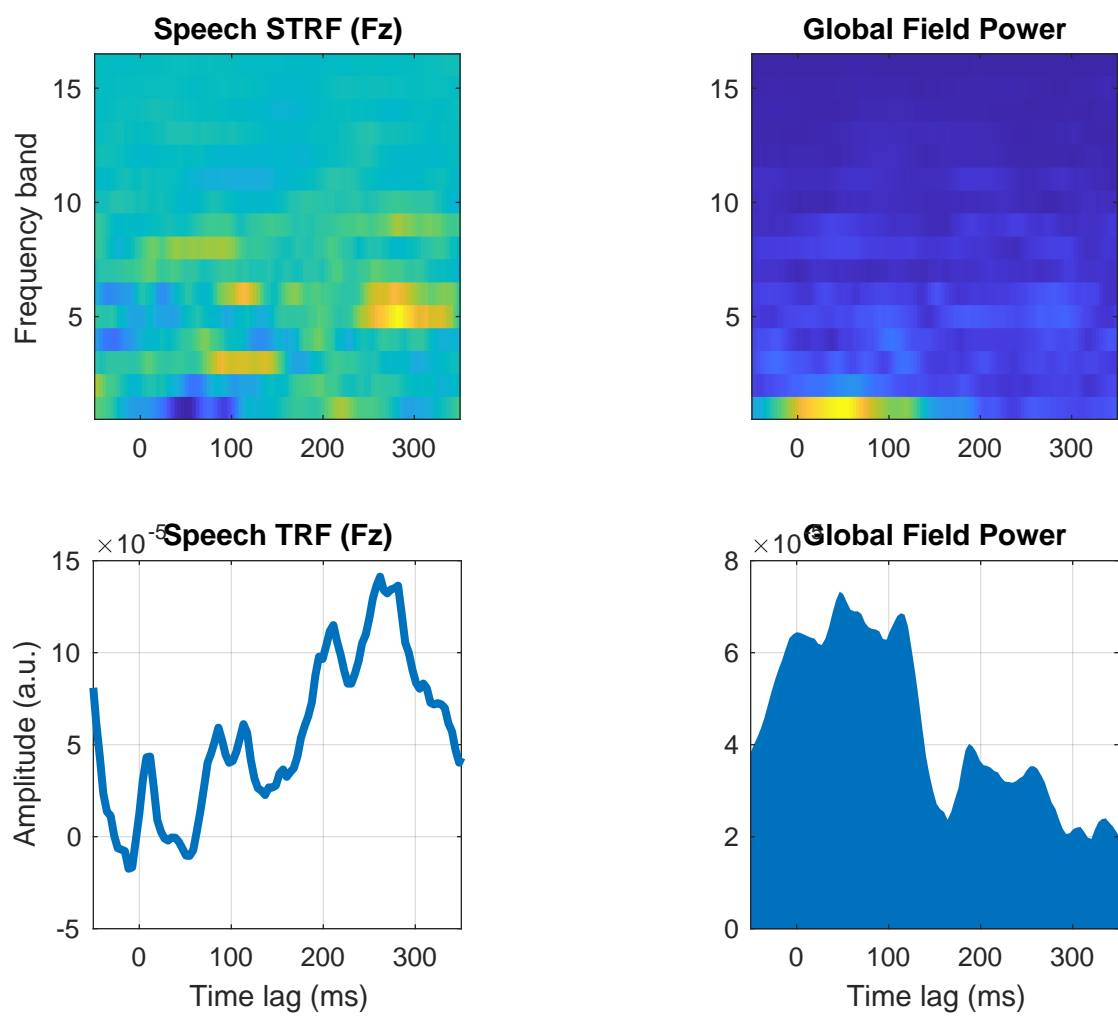 Speech STRF (Fz)
Global Field Power
Frequency band
15
10
5
0 100 200 300
15
10
5
0 100 200 300
×10⁻⁵
Speech TRF (Fz)
×10⁻⁵
Global Field Power
Amplitude (a.u.)
15
10
5
0
-5
0 100 200 300
Time lag (ms)
8
6
4
2
0
0 100 200 300
Time lag (ms)